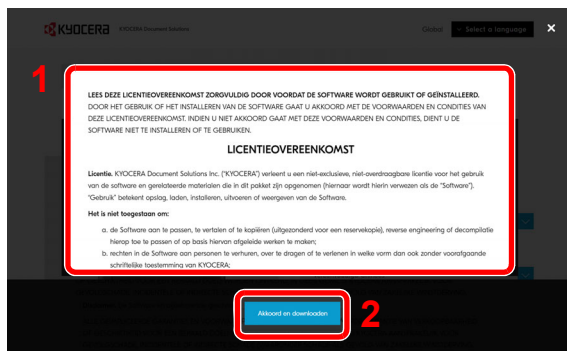 KYOCERA KYOCERA Document Solutions Global Select a language ×
1
LEES DEZE LICENTIEOVEREENKOMST ZORGVULDIG DOOR VOORDAT DE SOFTWARE WORDT GEBRUIKT OF GEÏNSTALLEERD.
DOOR HET GEBRUIK OF HET INSTALLEREN VAN DE SOFTWARE GAAT U AKKOORD MET DE VOORWAARDEN EN CONDITIES VAN
DEZE LICENTIEOVEREENKOMST. INDIEN U NIET AKKOORD GAAT MET DEZE VOORWAARDEN EN CONDITIES, DIENT U DE
SOFTWARE NIET TE INSTALLEREN OF TE GEBRUIKEN.
LICENTIEOVEREENKOMST
Licentie. KYOCERA Document Solutions Inc. ("KYOCERA") verleent u een niet-exclusieve, niet-overdraagbare licentie voor het gebruik
van de software en gerelateerde materialen die in dit pakket zijn opgenomen (hiernaar wordt hierin verwezen als de "Software").
"Gebruik" betekent opslag, laden, installeren, uitvoeren of weergeven van de Software.
Het is niet toegestaan om:
a. de Software aan te passen, te vertalen of te kopiëren (uitgezonderd voor een reservekopie), reverse engineering of decompilatie
hierop toe te passen of op basis hiervan afgeleide werken te maken;
b. rechten in de Software aan personen te verhuren, over te dragen of te verlenen in welke vorm dan ook zonder voorafgaande
schriftelijke toestemming van KYOCERA;
Akkoord en downloaden
2